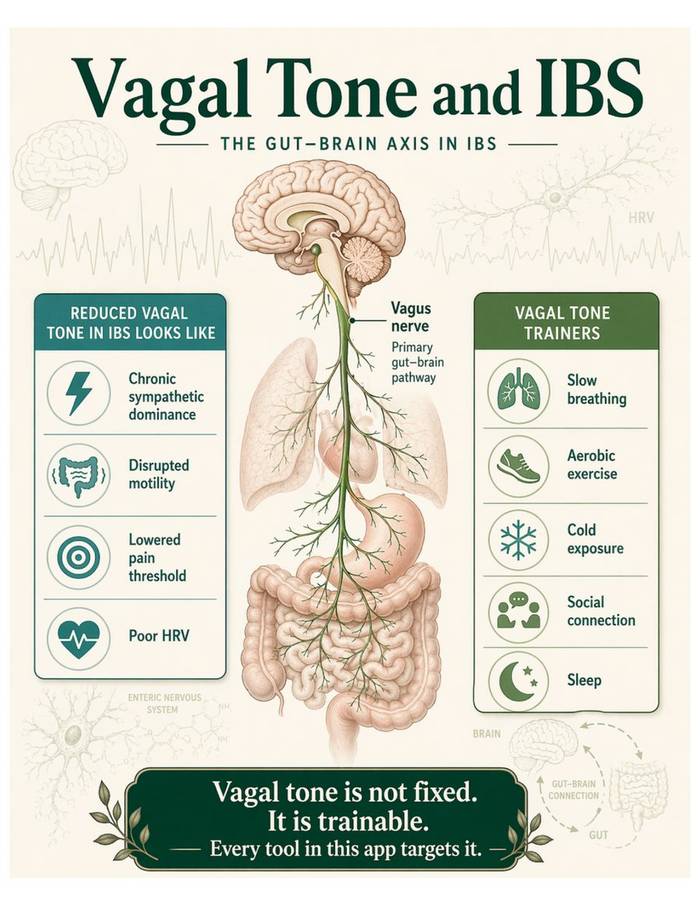 Vagal Tone and IBS
THE GUT–BRAIN AXIS IN IBS
HRV
REDUCED VAGAL
TONE IN IBS LOOKS LIKE
Chronic
sympathetic
dominance
Disrupted
motility
Lowered
pain
threshold
Poor HRV
Vagus
nerve
Primary
gut–brain
pathway
VAGAL TONE
TRAINERS
Slow
breathing
Aerobic
exercise
Cold
exposure
Social
connection
Sleep
ENTERIC NERVOUS
SYSTEM
NH
BRAIN
GUT–BRAIN
CONNECTION
GUT
Vagal tone is not fixed.
It is trainable.
Every tool in this app targets it.